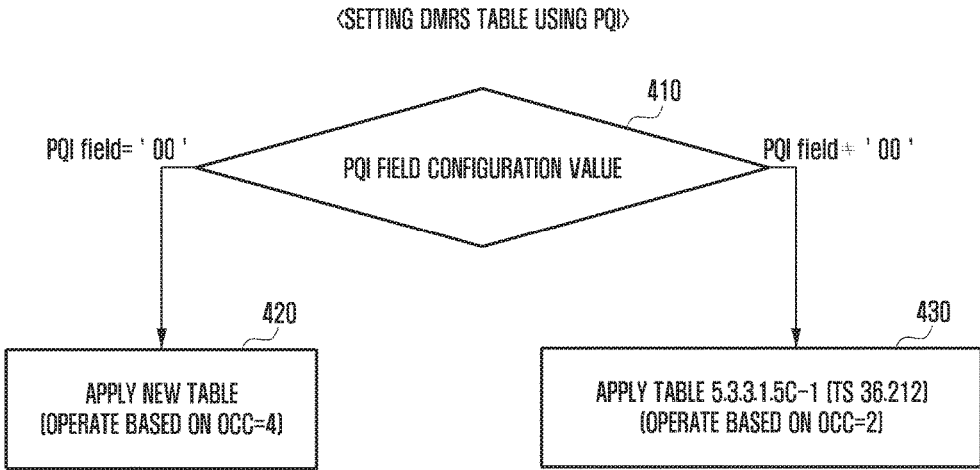 <SETTING DMRS TABLE USING PQI>
410
PQI field= ' 00 '
PQI field ≠ ' 00 '
PQI FIELD CONFIGURATION VALUE
420
430
APPLY NEW TABLE
(OPERATE BASED ON OCC=4)
APPLY TABLE 5.3.3.1.5C-1 (TS 36.212)
(OPERATE BASED ON OCC=2)